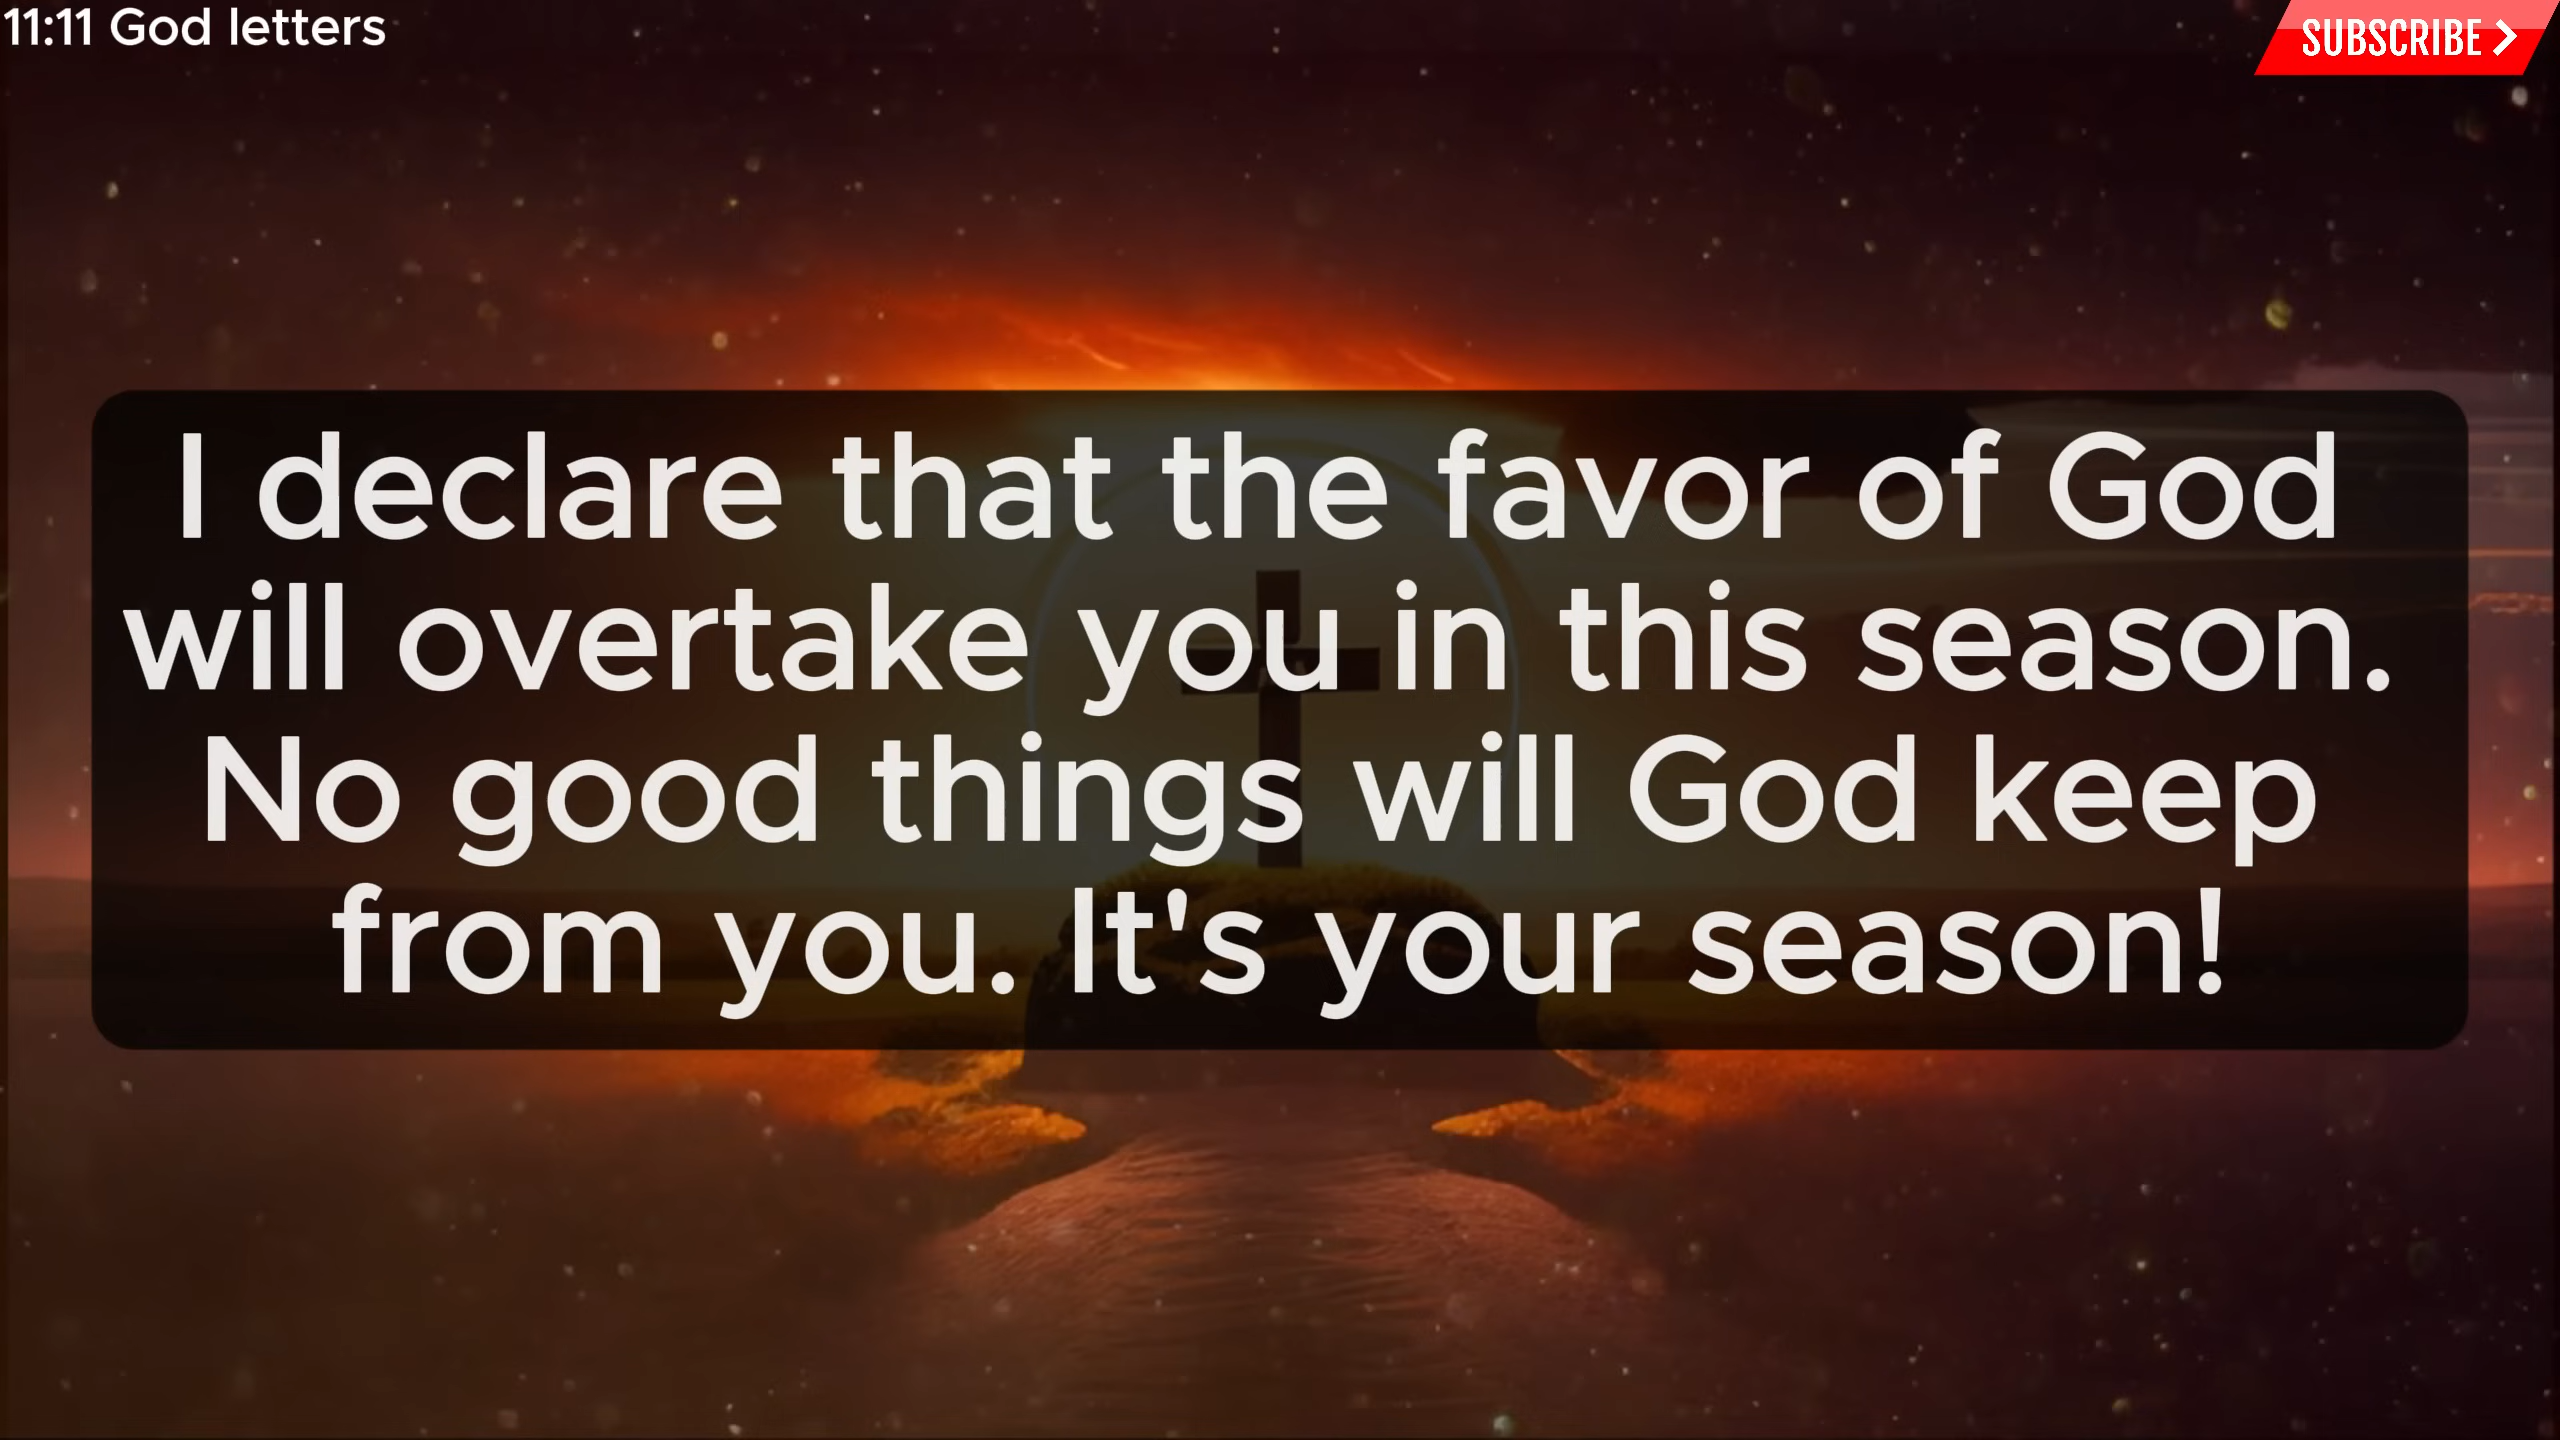 11:11 God letters
SUBSCRIBE
I declare that the favor of God
will overtake you in this season.
No good things will God keep
from you. It's your season!